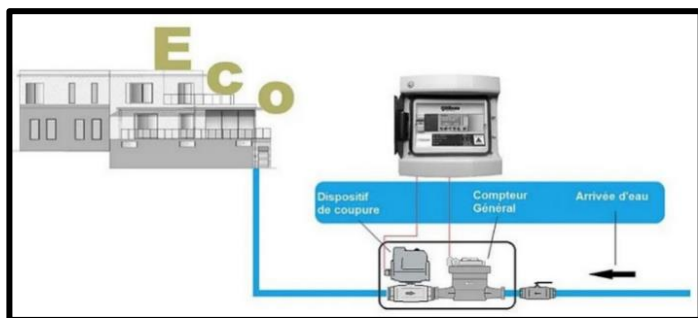 Eco
Dispositif
de coupure
Compteur
Général
Arrivée d'eau